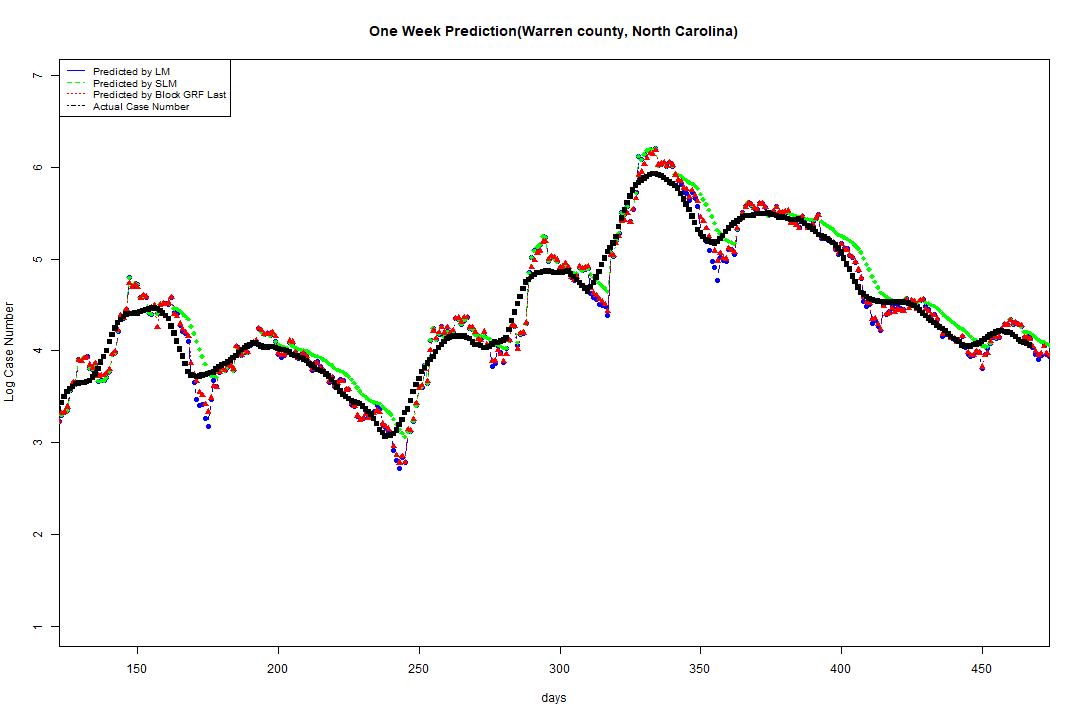 One Week Prediction(Warren county, North Carolina)
Predicted by LM
Predicted by SLM
Predicted by Block GRF Last
Actual Case Number
7
6
5
4
3
2
1
Log Case Number
150 200 250 300 350 400 450
days